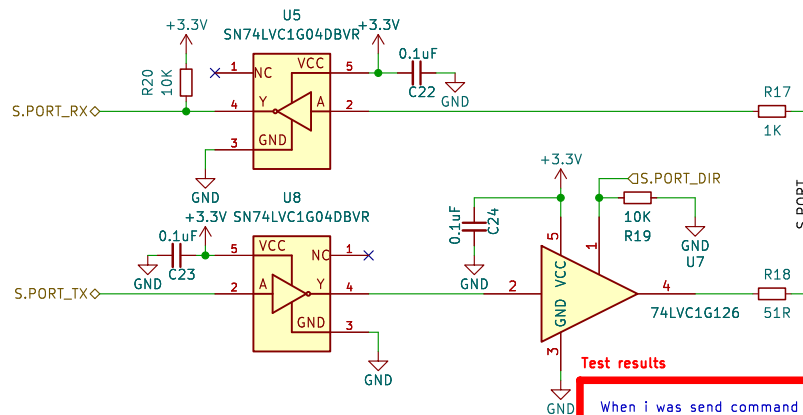 U5
SN74LVC1G04DBVR
+3.3V
+3.3V
R20
10K
1
NC
VCC
5
0.1uF
C22
GND
S.PORT_RX
4
Y
A
2
R17
1K
3
GND
GND
U8
SN74LVC1G04DBVR
+3.3V
0.1uF
C23
GND
5
VCC
NC
1
S.PORT_TX
2
A
Y
4
GND
3
GND
+3.3V
0.1uF
C24
GND
S.PORT_DIR
10K
R19
GND
U7
5
1
VCC
GND
2
4
3
74LVC1G126
GND
R18
51R
S.PORT
Test results
When i was send command